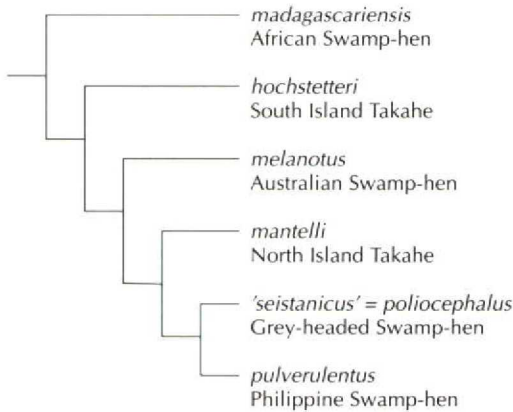 madagascariensis
African Swamp-hen
hochstetteri
South Island Takahe
melanotus
Australian Swamp-hen
mantelli
North Island Takahe
'seistanicus' = poliocephalus
Grey-headed Swamp-hen
pulverulentus
Philippine Swamp-hen